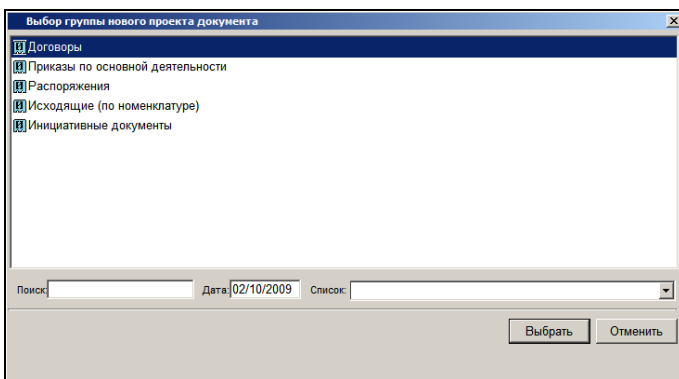 Выбор группы нового проекта документа
Договоры
Приказы по основной деятельности
Распоряжения
Исходящие (по номенклатуре)
Инициативные документы
Поиск: Дата: 02/10/2009 Список:
Выбрать Отменить